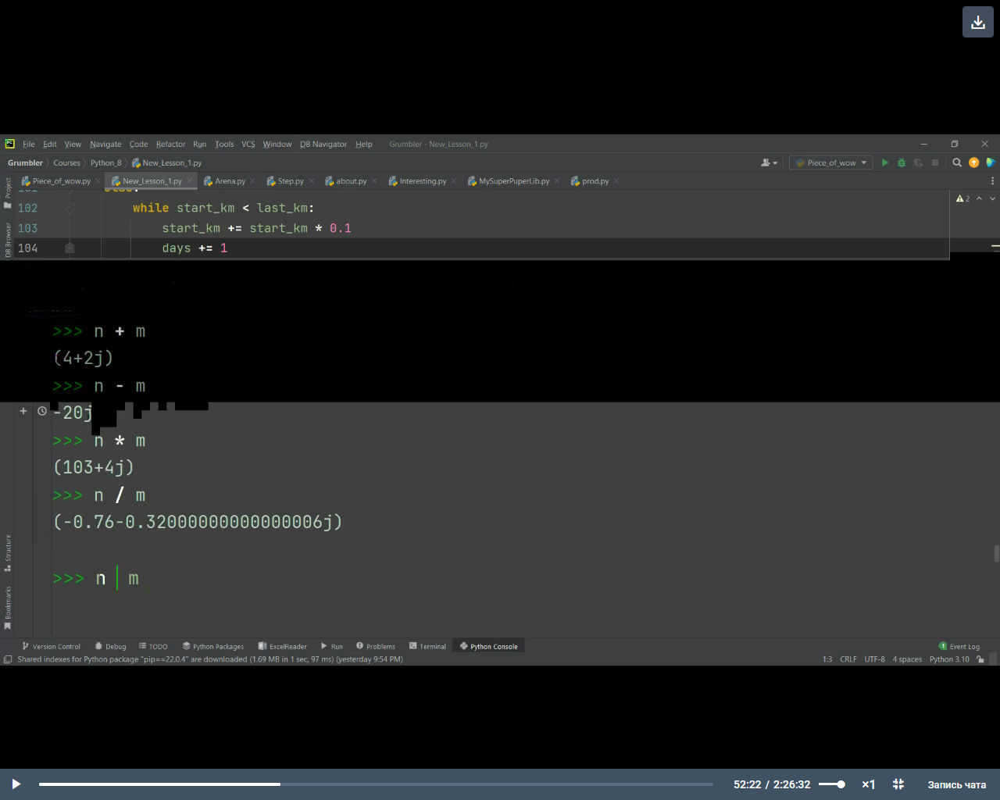 File Edit View Navigate Code Refactor Run Tools VCS Window DB Navigator Help Grumbler - New_Lesson_1.py
Grumbler Courses Python_8 New_Lesson_1.py Piece_of_wow
Piece_of_wow.py New_Lesson_1.py Arena.py Step.py about.py Interesting.py MySuperPuperLib.py prod.py
Project
DB Browser
102 while start_km < last_km: 2
103 start_km += start_km * 0.1
104 days += 1
>>> n + m
(4+2j)
>>> n - m
-20j
>>> n * m
(103+4j)
>>> n / m
(-0.76-0.32000000000000006j)
>>> n m
Structure
Bookmarks
Version Control Debug TODO Python Packages ExcelReader Run Problems Terminal Python Console 1 Event Log
Shared indexes for Python package "pip==22.0.4" are downloaded (1.69 MB in 1 sec, 97 ms) (yesterday 9:54 PM) 1:3 CRLF UTF-8 4 spaces Python 3.10
52:22 / 2:26:32 ×1 Запись чата